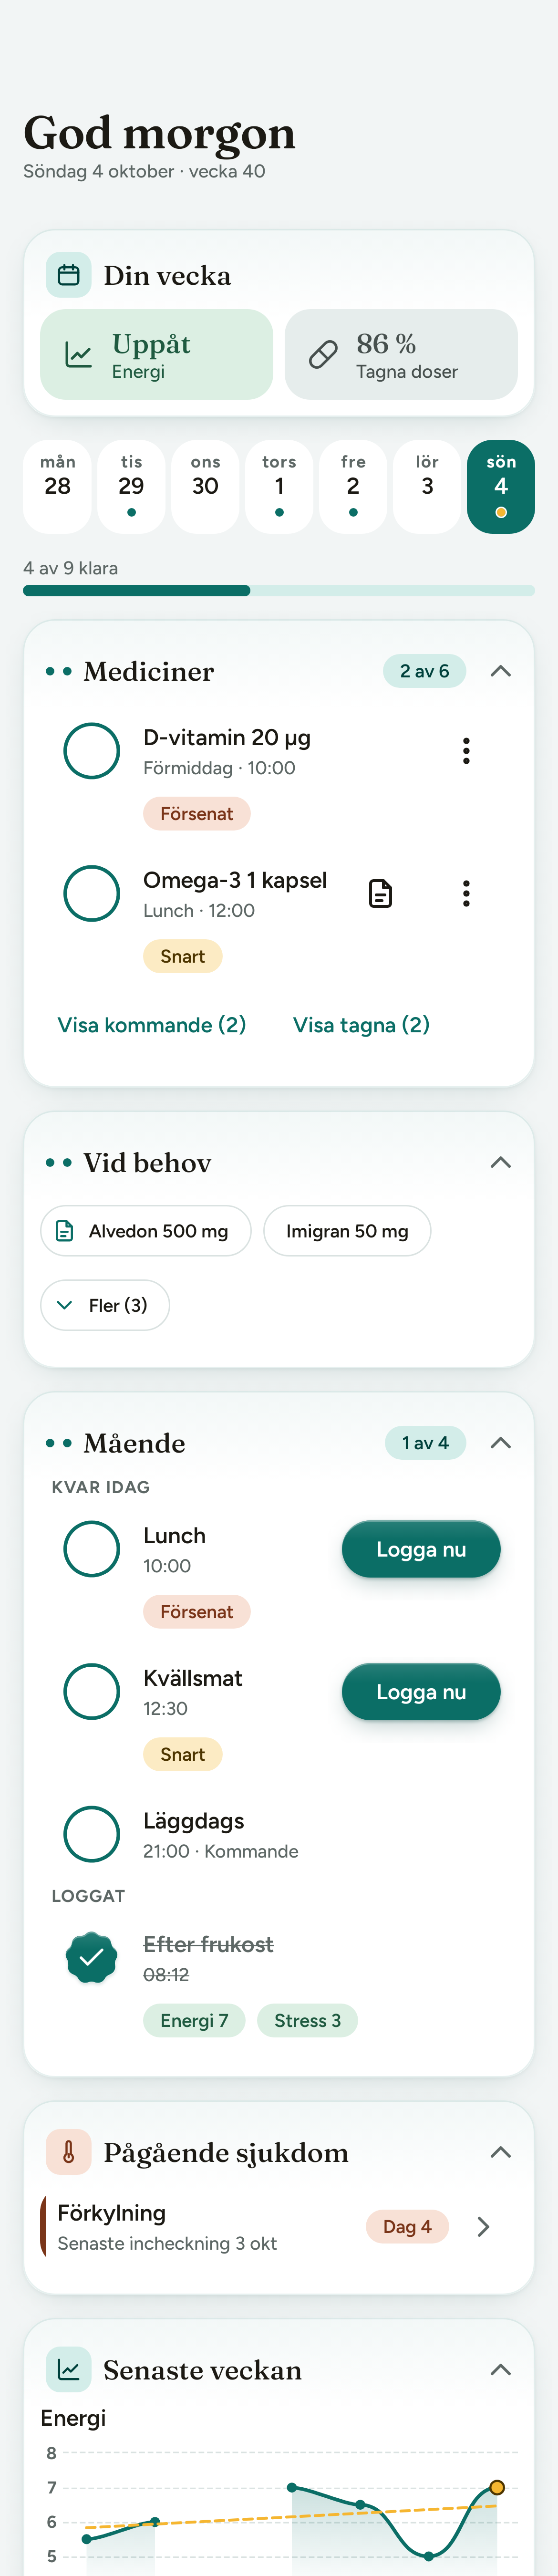 God morgon
Söndag 4 oktober · vecka 40
Din vecka
Uppåt
Energi
86 %
Tagna doser
mån tis ons tors fre lör sön
28 29 30 1 2 3 4
4 av 9 klara
Mediciner 2 av 6
D-vitamin 20 µg
Förmiddag · 10:00
Försenat
Omega-3 1 kapsel
Lunch · 12:00
Snart
Visa kommande (2) Visa tagna (2)
Vid behov
Alvedon 500 mg Imigran 50 mg
Fler (3)
Mående 1 av 4
KVAR IDAG
Lunch
10:00
Logga nu
Försenat
Kvällsmat
12:30
Logga nu
Snart
Läggdags
21:00 · Kommande
LOGGAT
Efter frukost
08:12
Energi 7 Stress 3
Pågående sjukdom
Förkylning
Senaste incheckning 3 okt
Dag 4
Senaste veckan
Energi
8
7
6
5